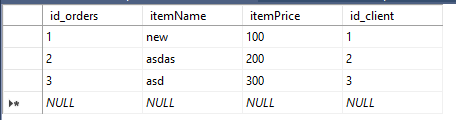 id_orders itemName itemPrice id_client
1 new 100 1
2 asdas 200 2
3 asd 300 3
NULL NULL NULL NULL